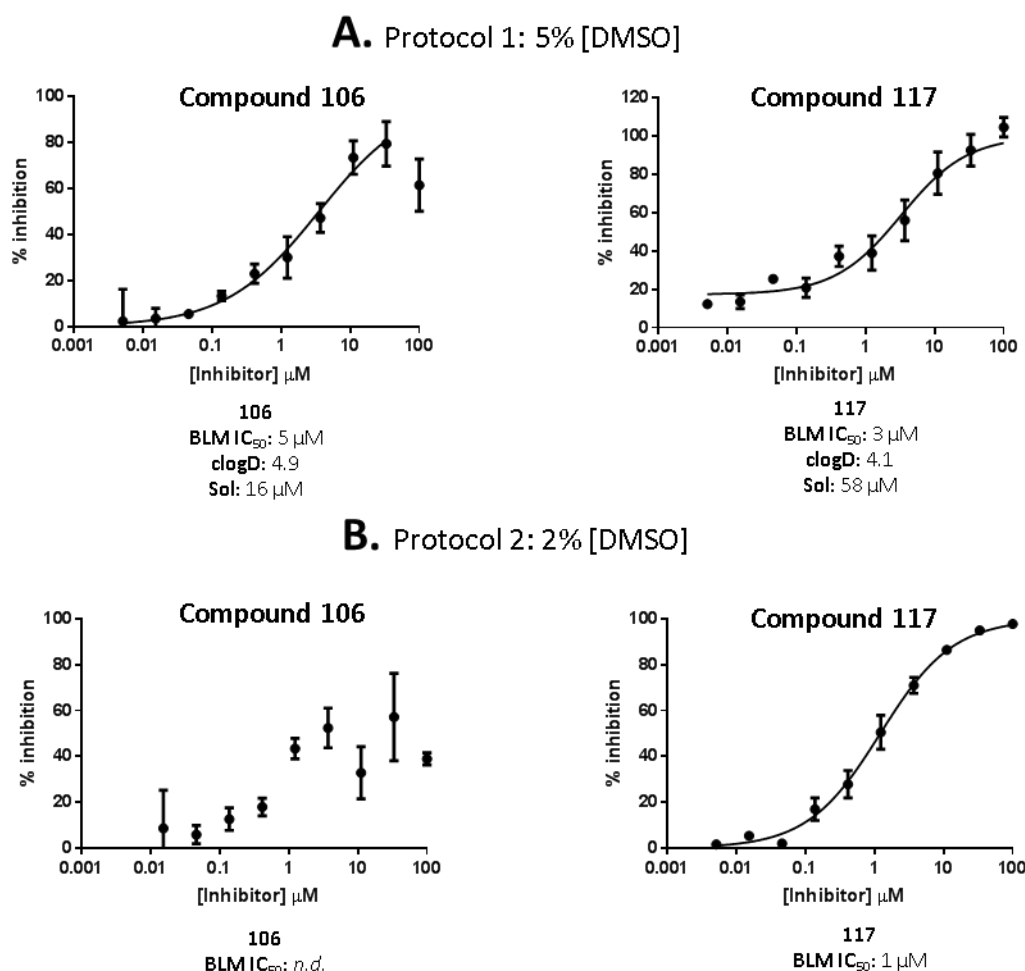 A. Protocol 1: 5% [DMSO]
Compound 106
100
80
60
40
20
0
% inhibition
0.001 0.01 0.1 1 10 100
[Inhibitor] µM
106
BLM IC50: 5 µM
clogD: 4.9
Sol: 16 µM
Compound 117
120
100
80
60
40
20
0
% inhibition
0.001 0.01 0.1 1 10 100
[Inhibitor] µM
117
BLM IC50: 3 µM
clogD: 4.1
Sol: 58 µM
B. Protocol 2: 2% [DMSO]
Compound 106
100
80
60
40
20
0
% inhibition
0.001 0.01 0.1 1 10 100
[Inhibitor] µM
106
BLM IC50: n.d.
Compound 117
100
80
60
40
20
0
% inhibition
0.001 0.01 0.1 1 10 100
[Inhibitor] µM
117
BLM IC50: 1 µM